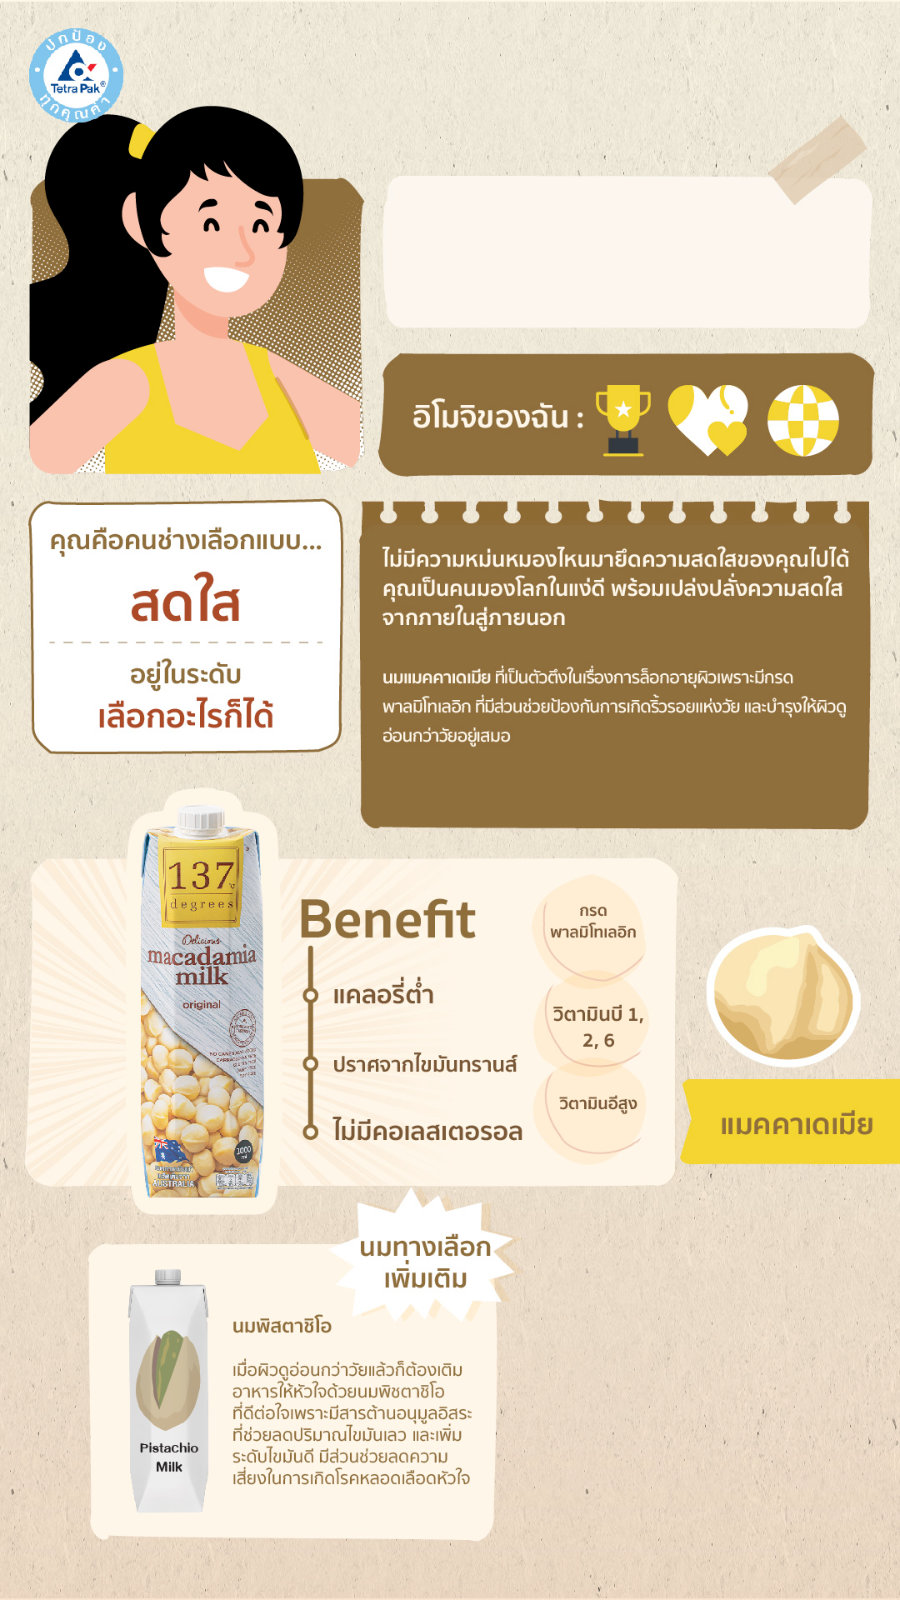 ปกป้อง
Tetra Pak®
ทุกคุณค่า
อิโมจิของฉัน :
คุณคือคนช่างเลือกแบบ...
สดใส
อยู่ในระดับ
เลือกอะไรก็ได้
ไม่มีความหม่นหมองไหนมายึดความสดใสของคุณไปได้
คุณเป็นคนมองโลกในแง่ดี พร้อมเปล่งปลั่งความสดใส
จากภายในสู่ภายนอก
นมแมคคาเดเมีย ที่เป็นตัวตึงในเรื่องการล็อกอายุผิวเพราะมีกรด
พาลมิโทเลอิก ที่มีส่วนช่วยป้องกันการเกิดริ้วรอยแห่งวัย และบำรุงให้ผิวดู
อ่อนกว่าวัยอยู่เสมอ
137
degrees
Delicious
macadamia
milk
original
1000
ml
AUSTRALIA
Benefit
แคลอรี่ต่ำ
ปราศจากไขมันทรานส์
ไม่มีคอเลสเตอรอล
กรด
พาลมิโทเลอิก
วิตามินบี 1,
2, 6
วิตามินอีสูง
แมคคาเดเมีย
นมทางเลือก
เพิ่มเติม
Pistachio
Milk
นมพิสตาชิโอ
เมื่อผิวดูอ่อนกว่าวัยแล้วก็ต้องเติม
อาหารให้หัวใจด้วยนมพิชตาชิโอ
ที่ดีต่อใจเพราะมีสารต้านอนุมูลอิสระ
ที่ช่วยลดปริมาณไขมันเลว และเพิ่ม
ระดับไขมันดี มีส่วนช่วยลดความ
เสี่ยงในการเกิดโรคหลอดเลือดหัวใจ